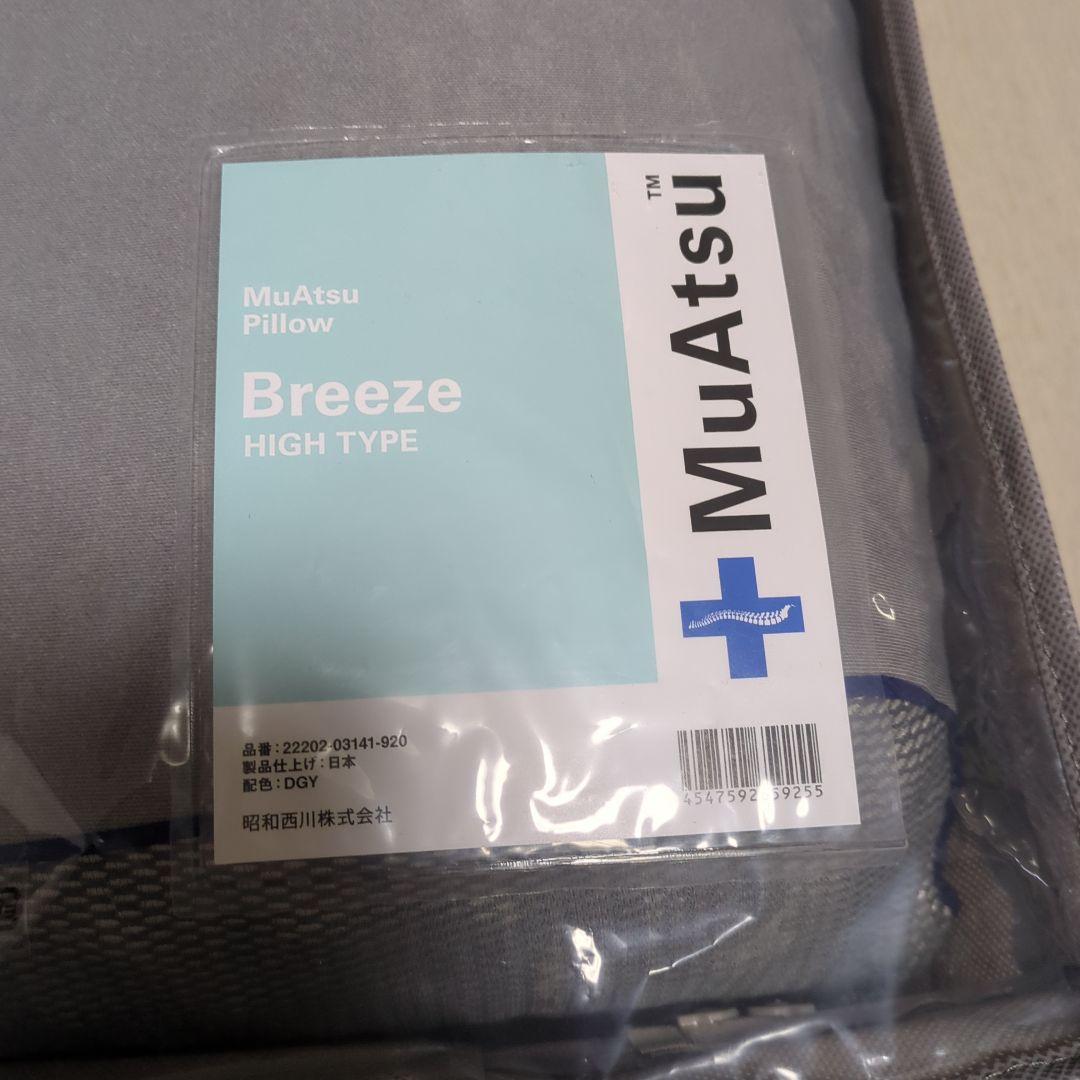 MuAtsu
Pillow
Breeze
HIGH TYPE
MuAtsu™
品番：22202-03141-920
製品仕上げ：日本
配色：DGY
昭和西川株式会社